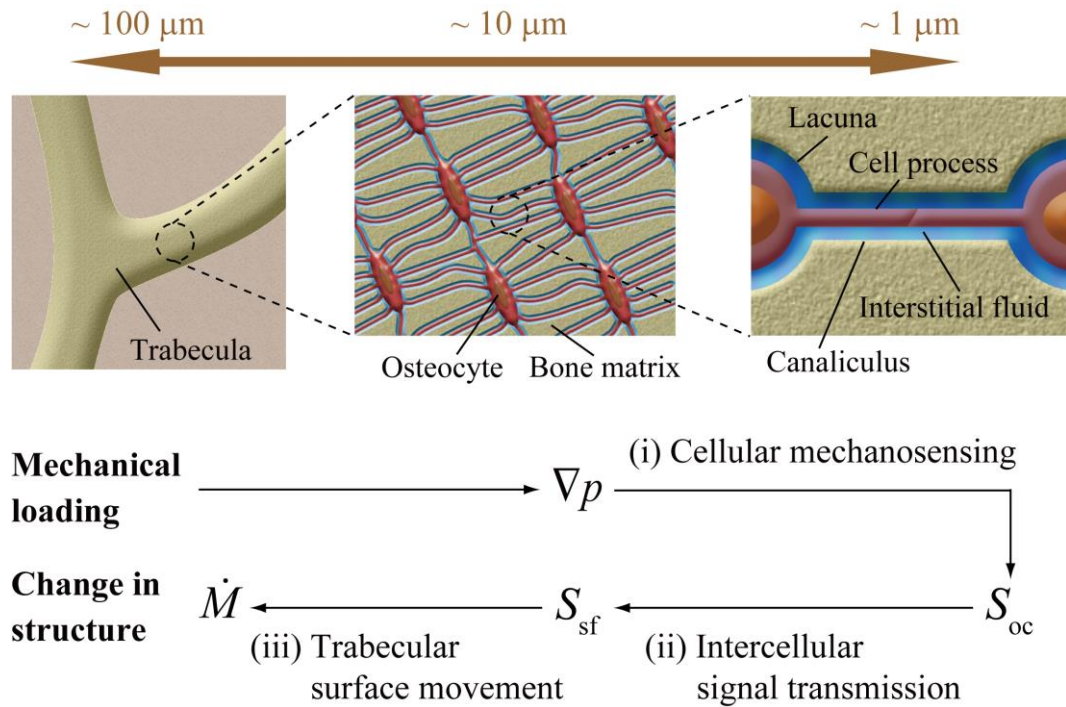 ~ 100 μm
~ 10 μm
~ 1 μm
Lacuna
Cell process
Interstitial fluid
Canaliculus
Trabecula
Osteocyte
Bone matrix
(i) Cellular mechanosensing
Mechanical
loading
∇p
Change in
structure
Ṁ
S_sf
S_oc
(iii) Trabecular
surface movement
(ii) Intercellular
signal transmission